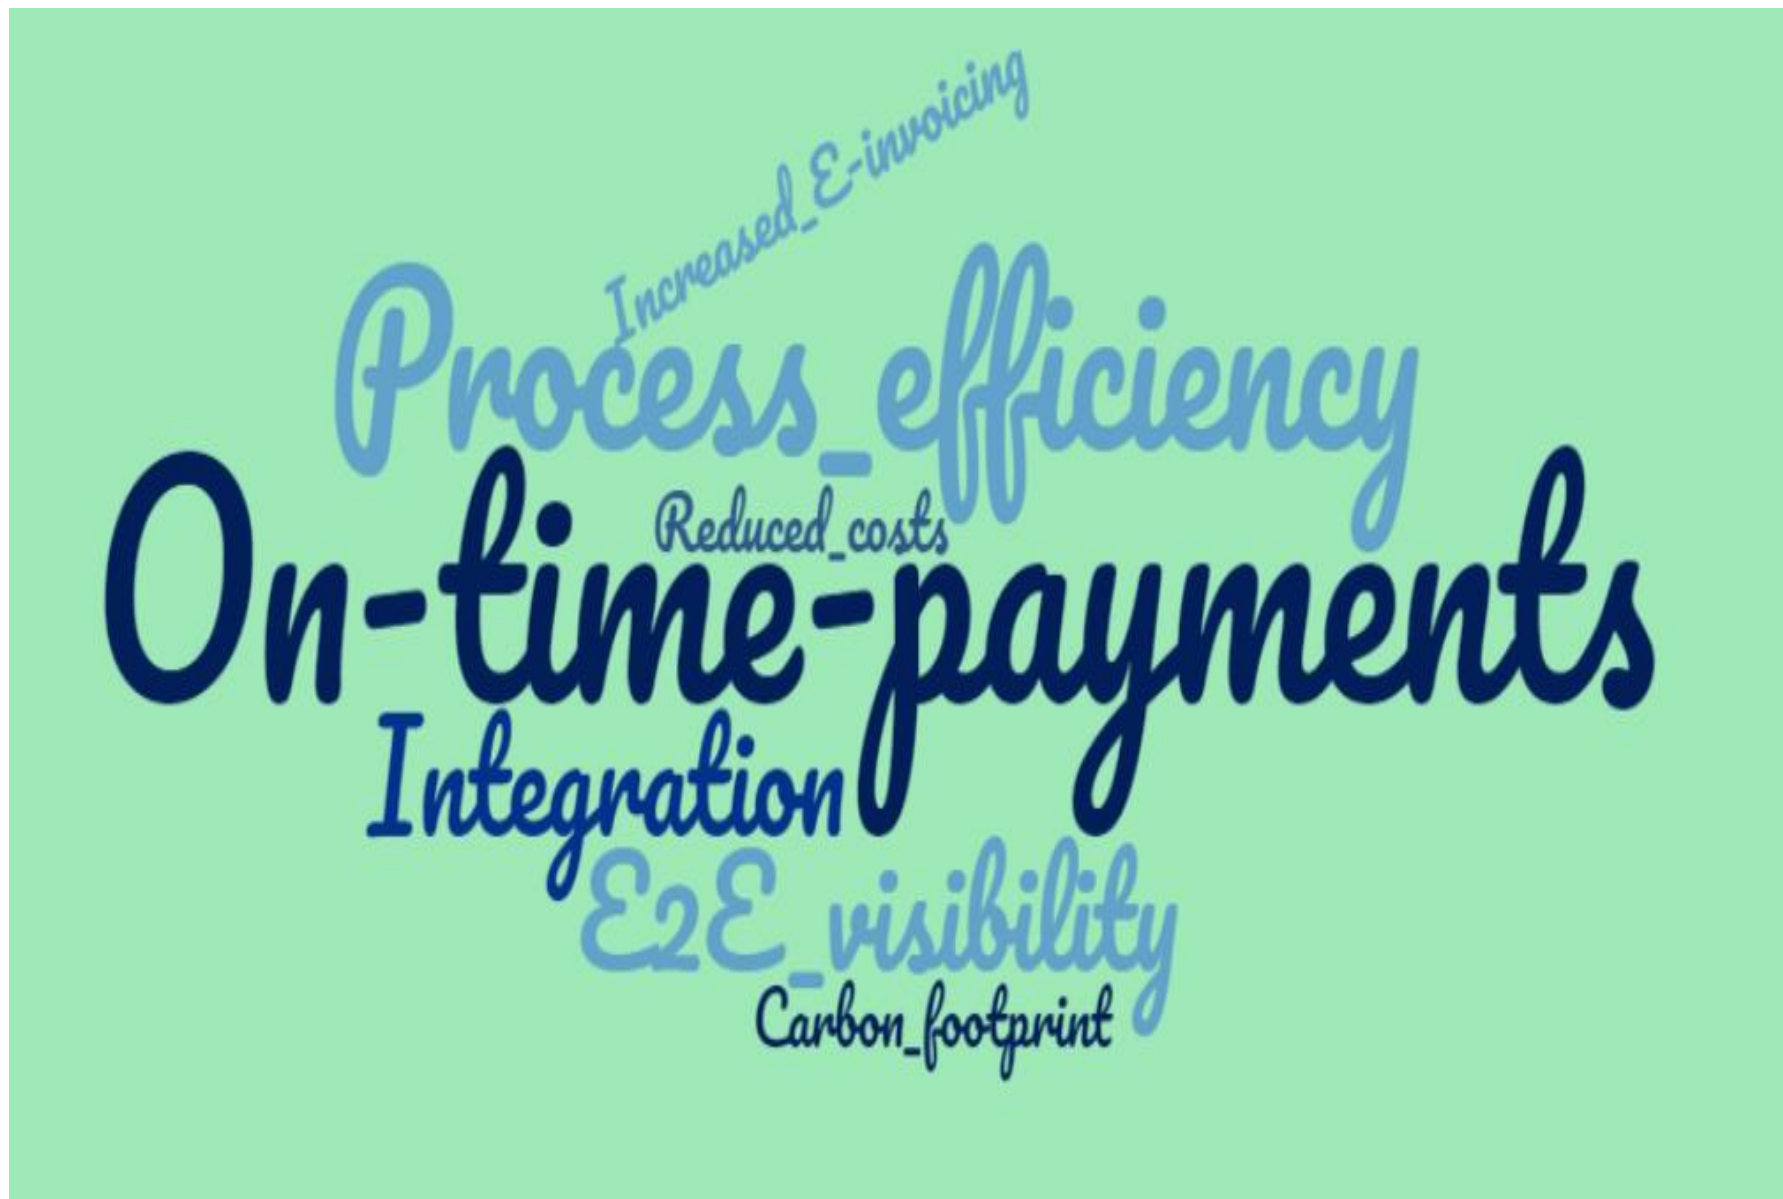 Increased_E-invoicing
Process_efficiency
Reduced_costs
On-time-payments
Integration
E2E_visibility
Carbon_footprint